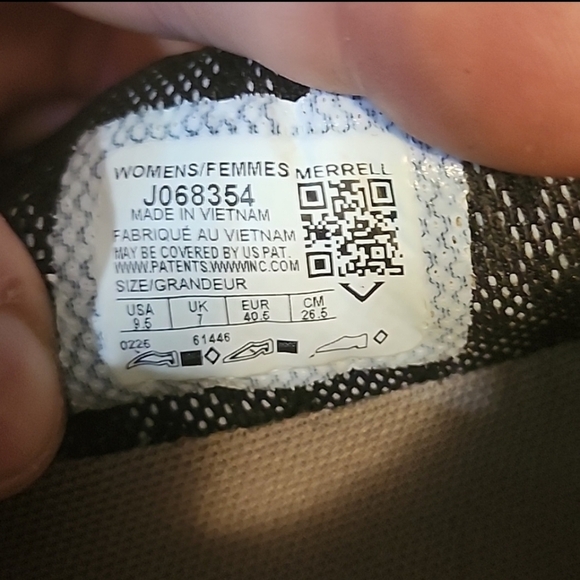 WOMENS/FEMMES MERRELL
J068354
MADE IN VIETNAM
FABRIQUÉ AU VIETNAM
MAY BE COVERED BY US PAT.
WWW.PATENTS.WWWINC.COM
SIZE/GRANDEUR
USA UK EUR CM
9.5 7 40.5 26.5
0226 61446